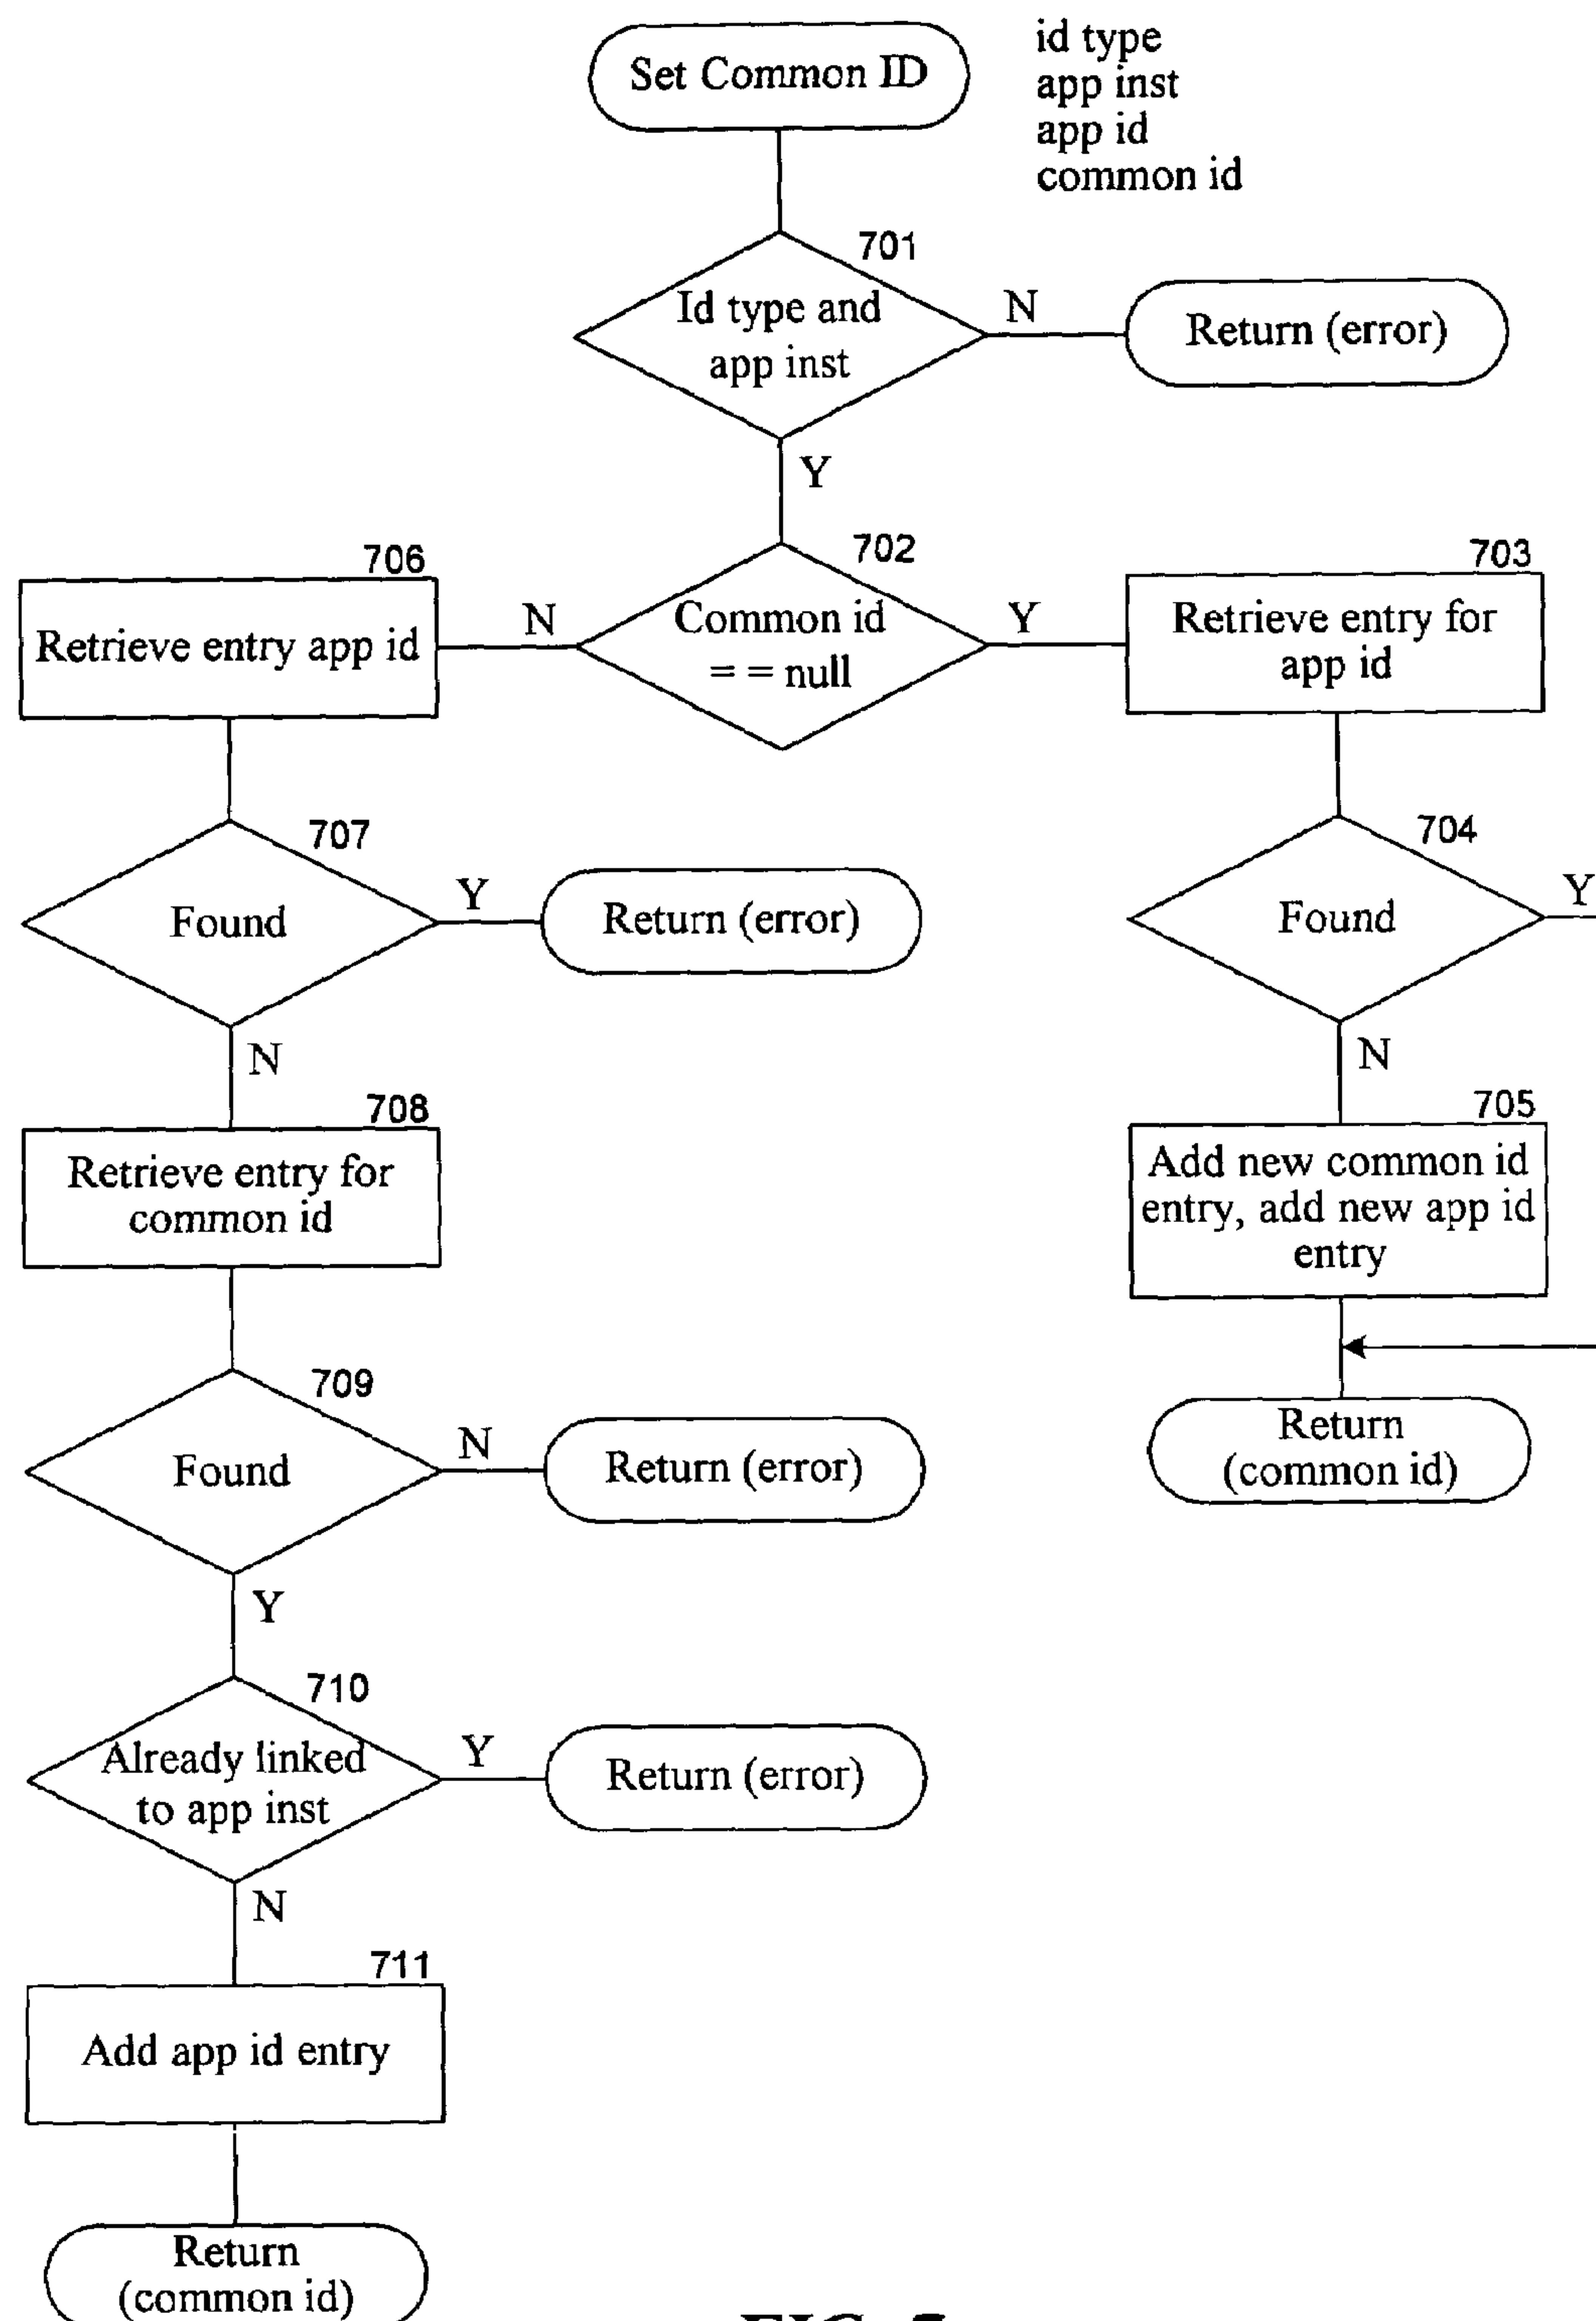 Set Common ID
id type
app inst
app id
common id
701
Id type and
app inst
N
Return (error)
Y
702
Common id
= = null
N
Y
706
Retrieve entry app id
703
Retrieve entry for
app id
707
Found
Y
Return (error)
N
704
Found
Y
N
708
Retrieve entry for
common id
705
Add new common id
entry, add new app id
entry
Return
(common id)
709
Found
N
Return (error)
Y
710
Already linked
to app inst
Y
Return (error)
N
711
Add app id entry
Return
(common id)